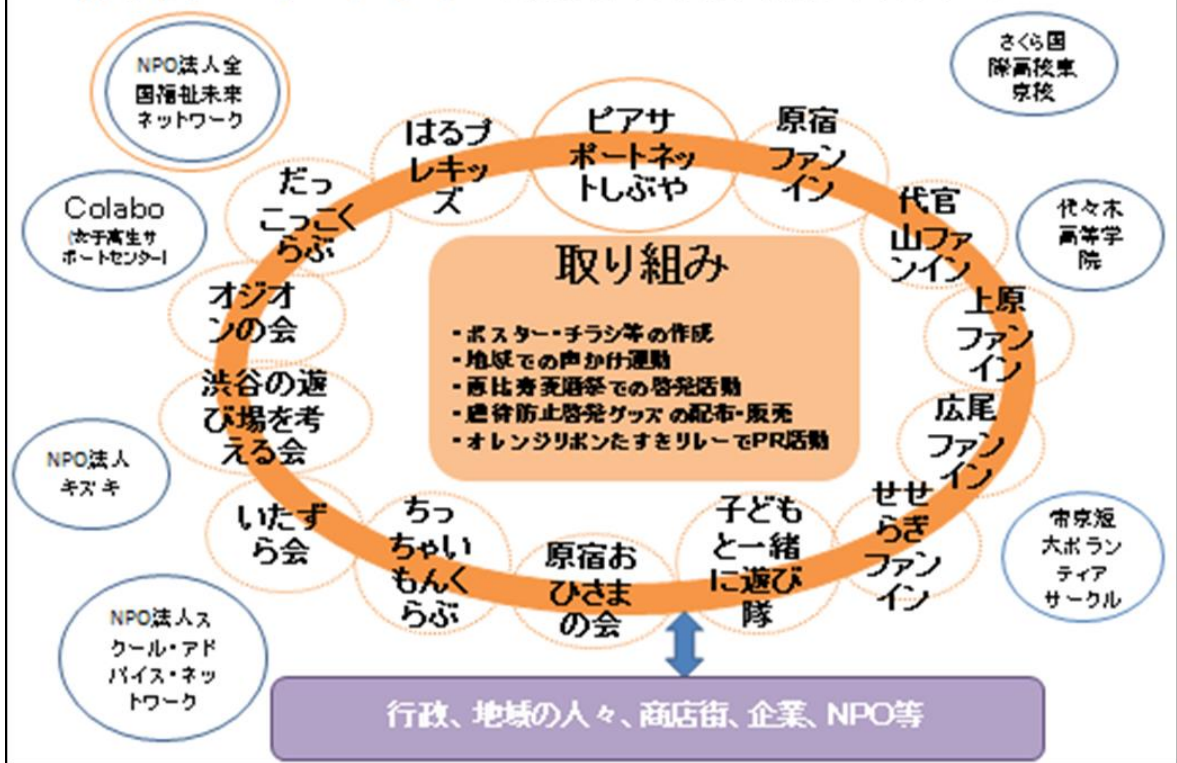 NPO法人全
国福祉未来
ネットワーク
さくら国
際高校東
京校
ピアサ
ポートネッ
トしぶや
原宿
ファン
イン
はるプ
レキッ
ズ
だっ
こっこく
らぶ
代官
山ファ
ンイン
Colabo
(女子高生サ
ポートセンター)
代々木
高等学
院
取り組み
・ポスター・チラシ等の作成
・地域での声かけ運動
・恵比寿麦酒祭での啓発活動
・虐待防止啓発グッズの配布・販売
・オレンジリボンたすきリレーでPR活動
オジオ
ンの会
上原
ファン
イン
渋谷の遊
び場を考
える会
広尾
ファン
イン
NPO法人
キズキ
いたず
ら会
ちっ
ちゃい
もんく
らぶ
原宿お
ひさま
の会
子ども
と一緒
に遊び
隊
せせ
らぎ
ファン
イン
帝京短
大ボラン
ティア
サークル
NPO法人ス
クール・アド
バイス・ネッ
トワーク
行政、地域の人々、商店街、企業、NPO等